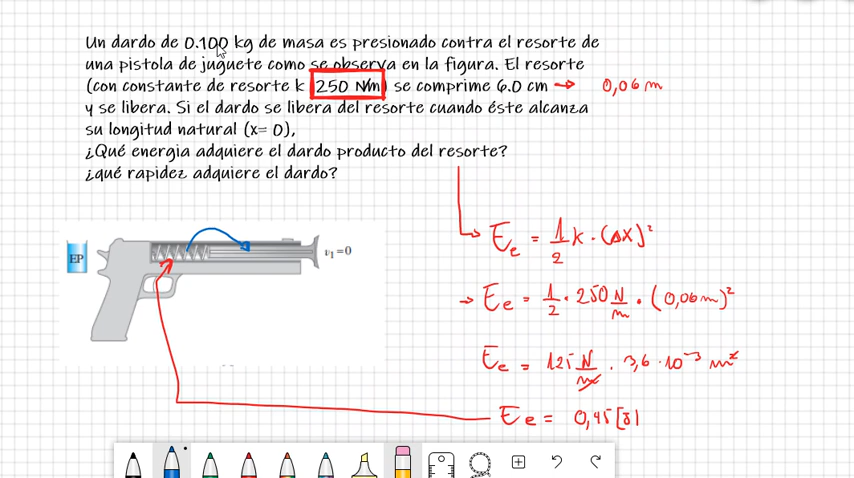 Un dardo de 0.100 kg de masa es presionado contra el resorte de
una pistola de juguete como se observa en la figura. El resorte
(con constante de resorte k 250 N/m) se comprime 6.0 cm → 0,06 m
y se libera. Si el dardo se libera del resorte cuando éste alcanza
su longitud natural (x= 0),
¿Qué energia adquiere el dardo producto del resorte?
¿qué rapidez adquiere el dardo?
Ee = 1/2 k · (Δx)²
EP
v₁=0
→ Ee = 1/2 · 250 N/m · (0,06 m)²
Ee = 125 N/m · 3,6 · 10⁻³ m²
Ee = 0,45 [J]